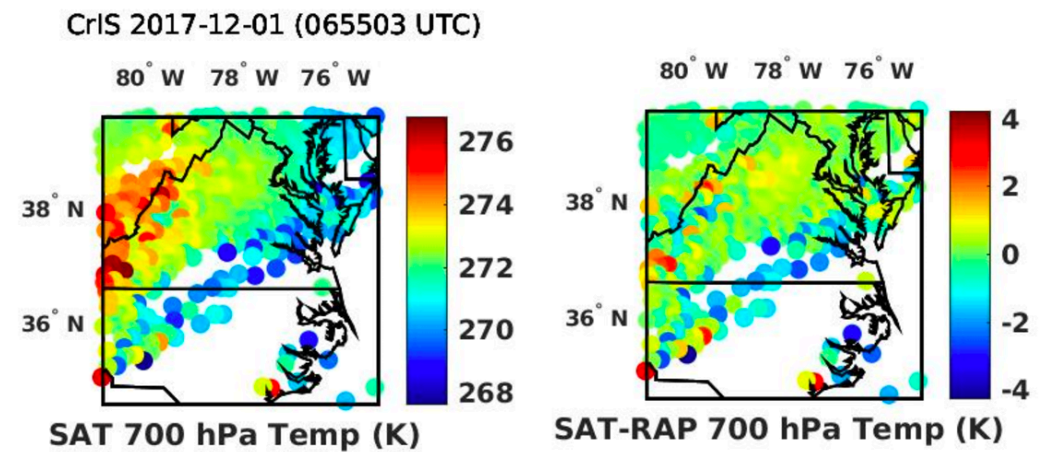 CrIS 2017-12-01 (065503 UTC)
80° W 78° W 76° W
38° N
36° N
276
274
272
270
268
SAT 700 hPa Temp (K)
80° W 78° W 76° W
38° N
36° N
4
2
0
-2
-4
SAT-RAP 700 hPa Temp (K)